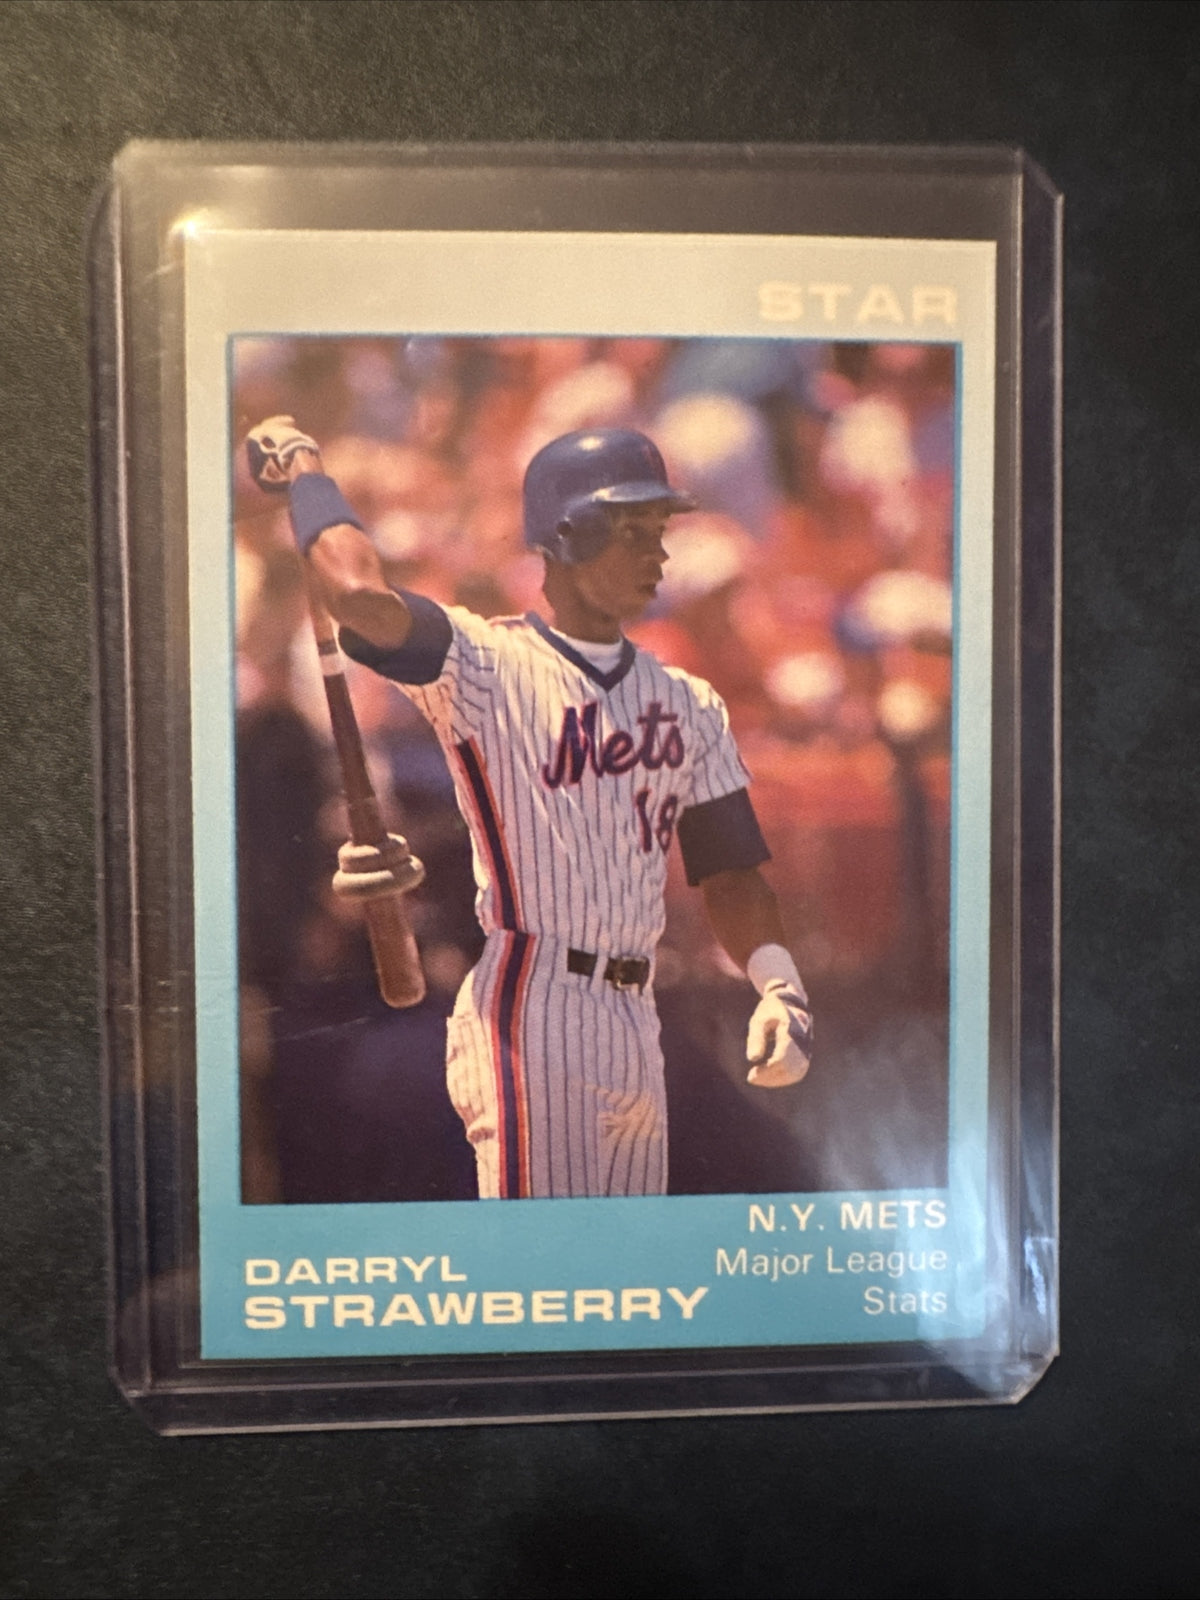 STAR
Mets
18
N.Y. METS
Major League
Stats
DARRYL
STRAWBERRY